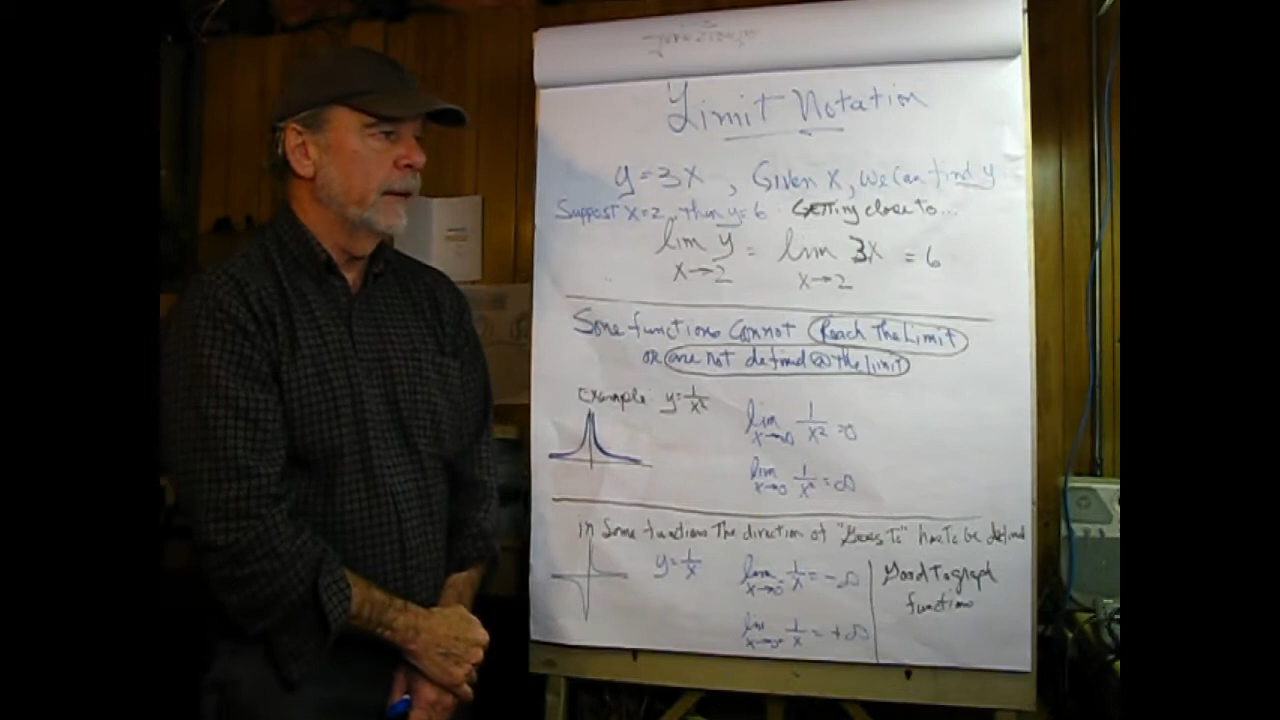 Limit Notation
y = 3x , Given x, we can find y
Suppost x=2, then y=6. Getting close to...
lim y = lim 3x = 6
x→2 x→2
Some functions cannot Reach the Limit
or are not defined @ the limit
Example: y = 1/x²
lim 1/x² = 0
x→∞
lim 1/x² = ∞
x→0
in some functions the direction of "Goes To" has to be defined
y = 1/x
lim 1/x = -∞
Good to graph
functions
lim 1/x = +∞